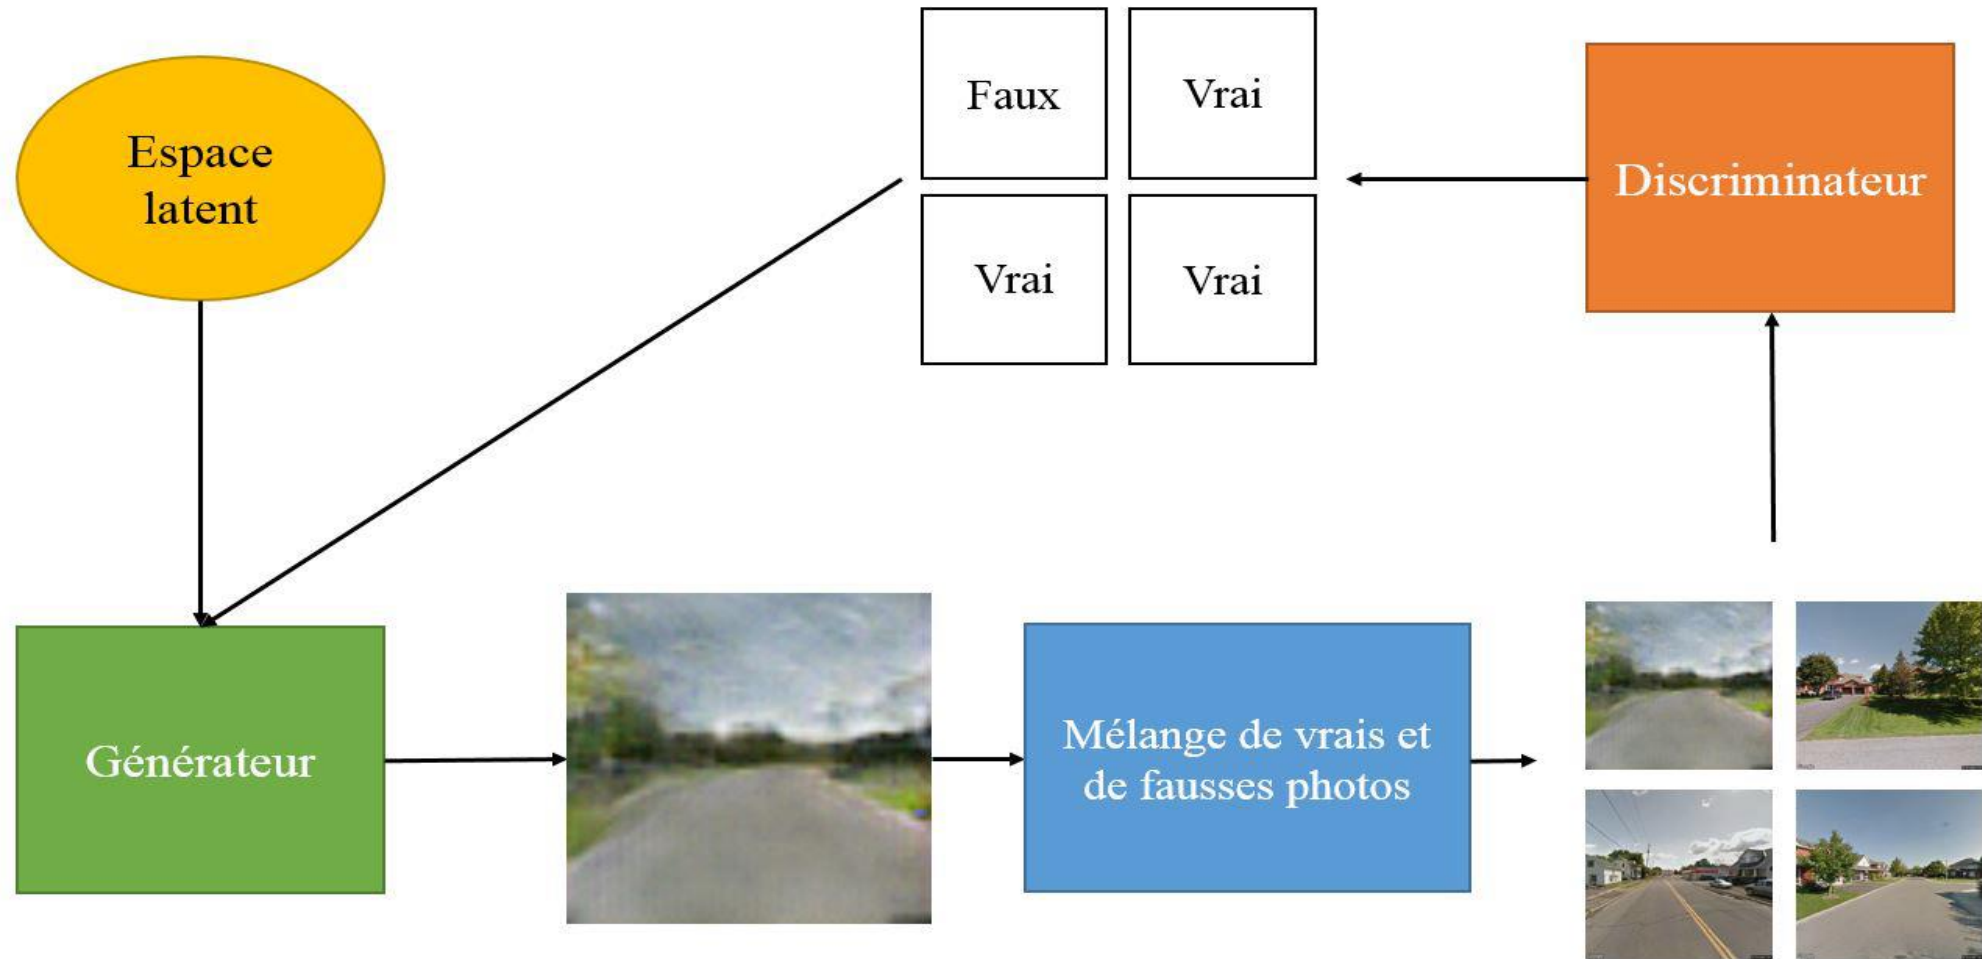 Espace
latent
Faux
Vrai
Vrai
Vrai
Discriminateur
Générateur
Mélange de vrais et
de fausses photos